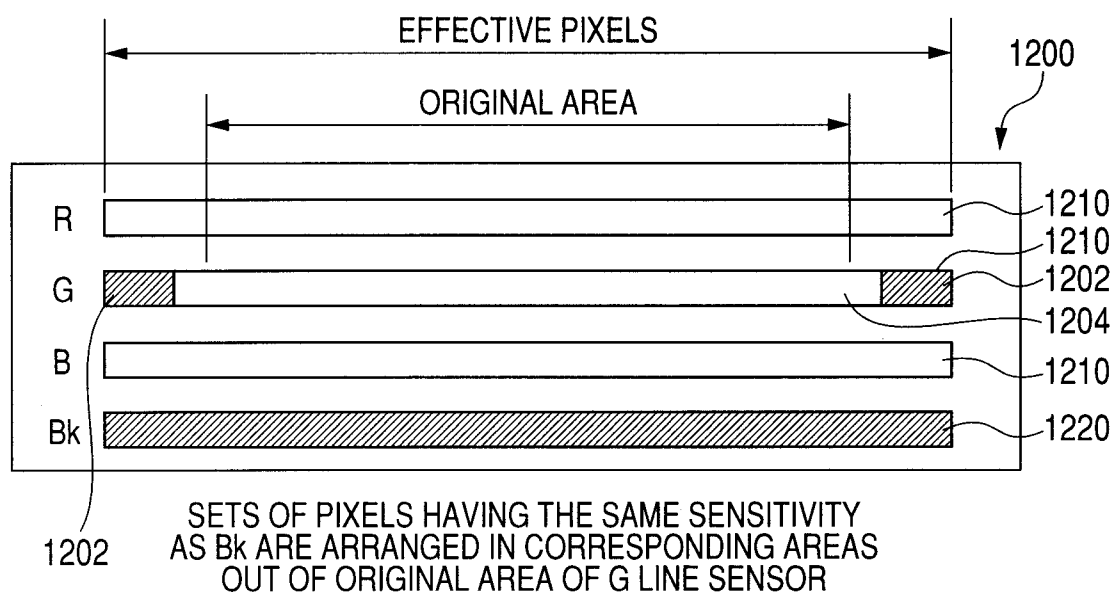 EFFECTIVE PIXELS
1200
ORIGINAL AREA
R
1210
1210
G
1202
1204
B
1210
Bk
1220
1202
SETS OF PIXELS HAVING THE SAME SENSITIVITY
AS Bk ARE ARRANGED IN CORRESPONDING AREAS
OUT OF ORIGINAL AREA OF G LINE SENSOR